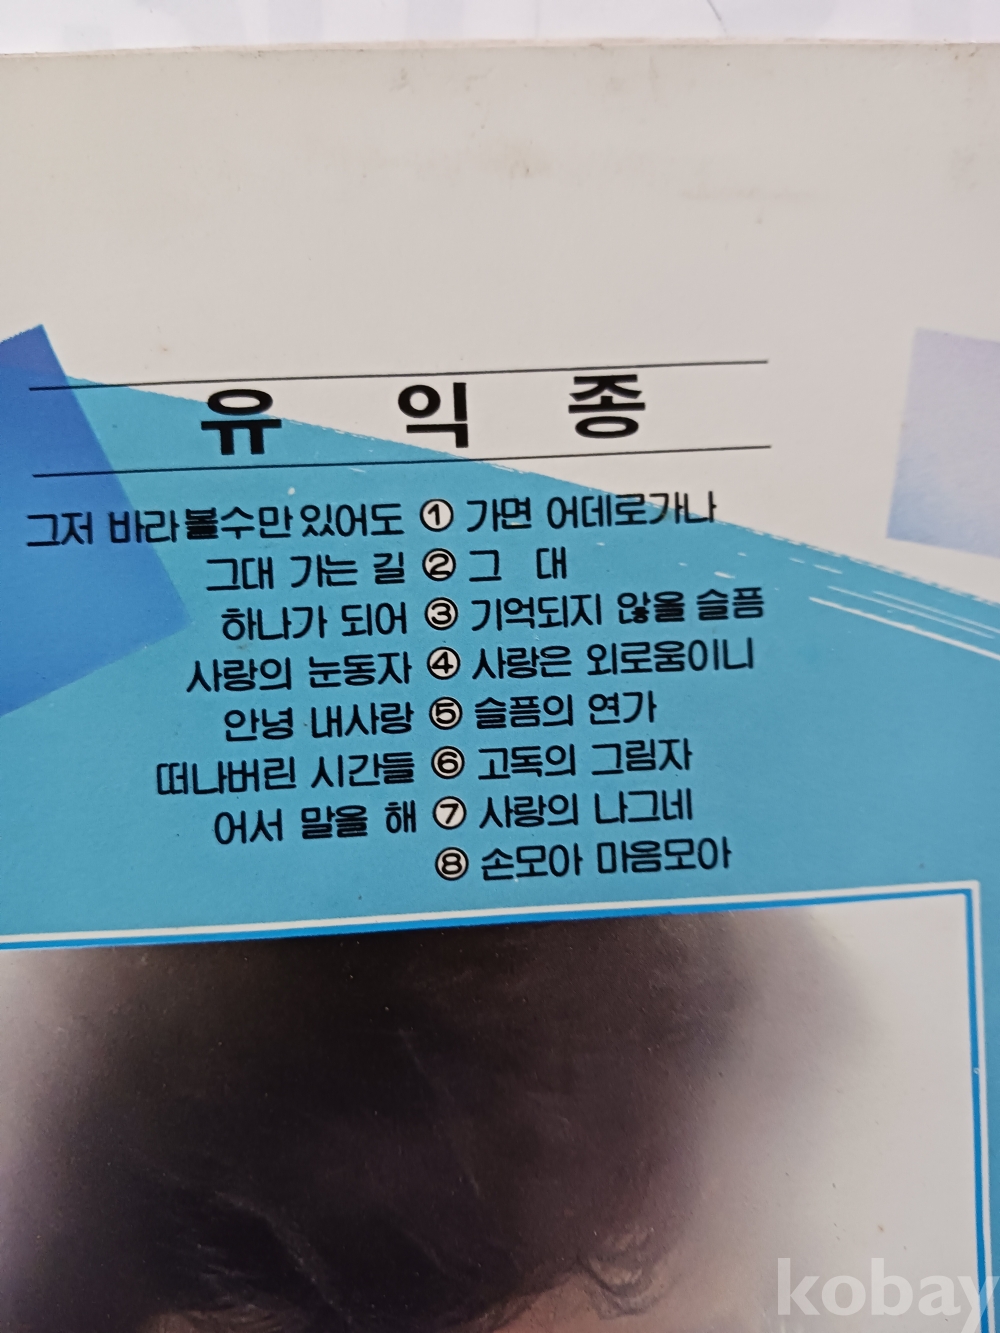 유 익 종
그저 바라볼수만있어도 ① 가면 어데로가나
그대 가는 길 ② 그 대
하나가 되어 ③ 기억되지 않을 슬픔
사랑의 눈동자 ④ 사랑은 외로움이니
안녕 내사랑 ⑤ 슬픔의 연가
떠나버린 시간들 ⑥ 고독의 그림자
어서 말을 해 ⑦ 사랑의 나그네
⑧ 손모아 마음모아
kobay